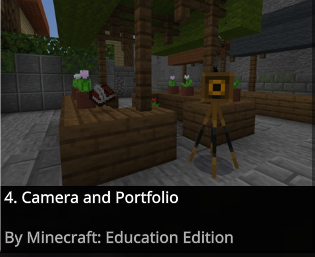 4. Camera and Portfolio
By Minecraft: Education Edition